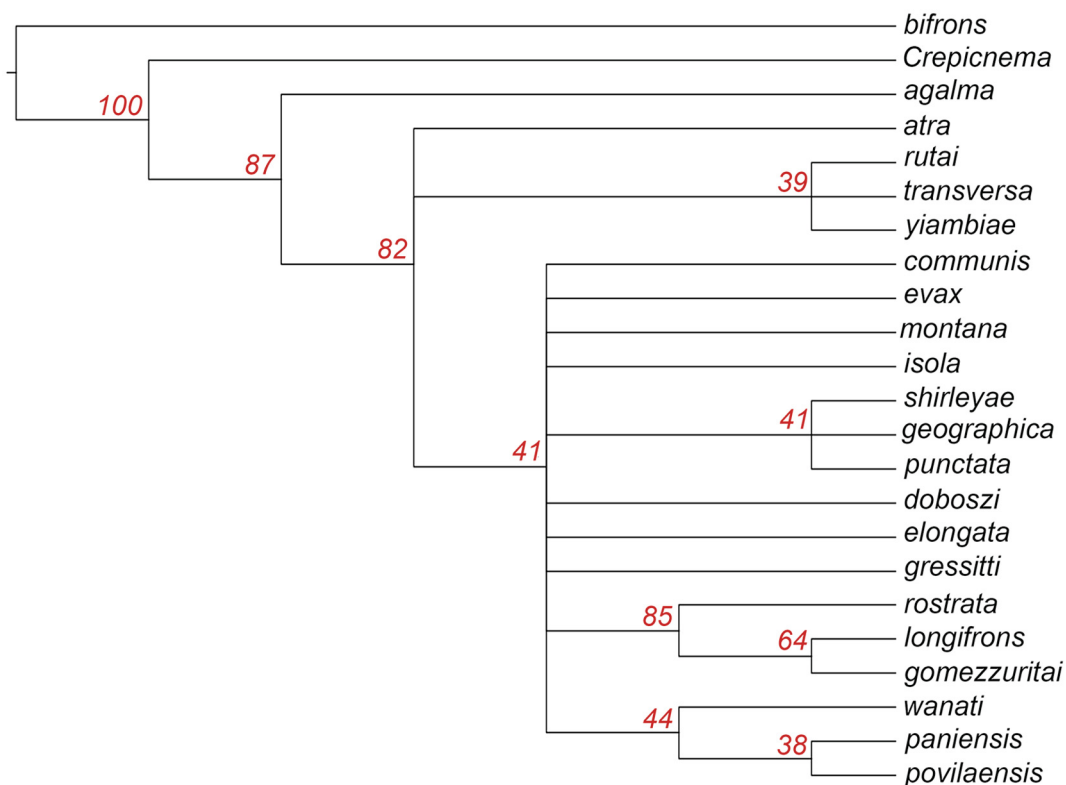 bifrons
Crepicnema
100
agalma
87
atra
rutai
39
transversa
yiambiae
82
communis
evax
montana
isola
shirleyae
41
geographica
41
punctata
doboszi
elongata
gressitti
rostrata
85
longifrons
64
gomezzuritai
wanati
44
paniensis
38
povilaensis